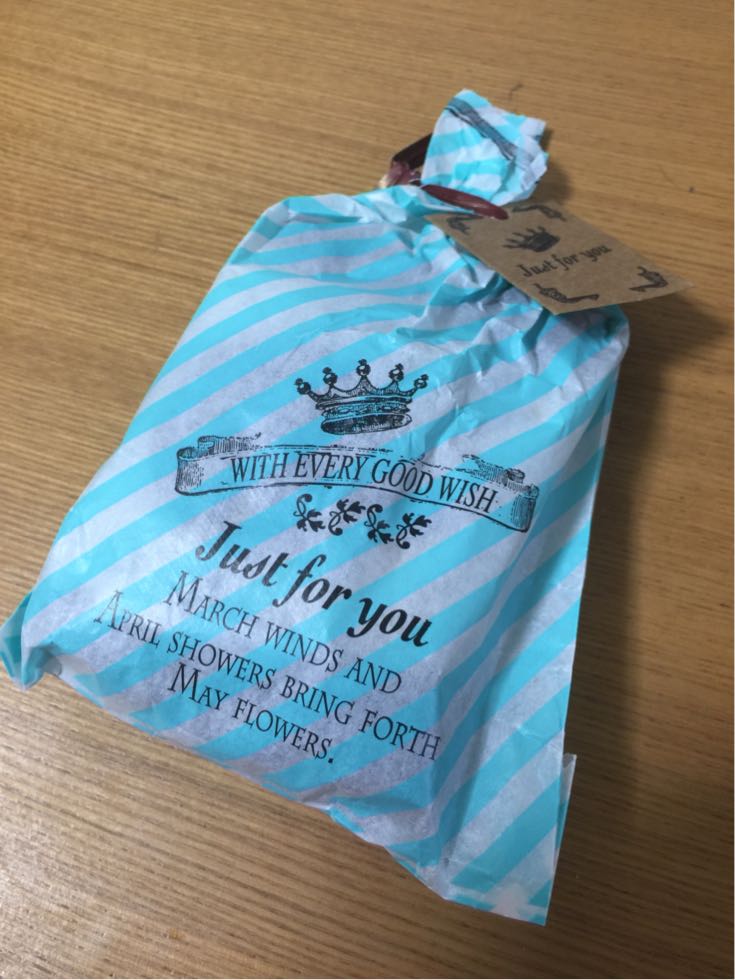 Just for you
WITH EVERY GOOD WISH
Just for you
MARCH WINDS AND
APRIL SHOWERS BRING FORTH
MAY FLOWERS.